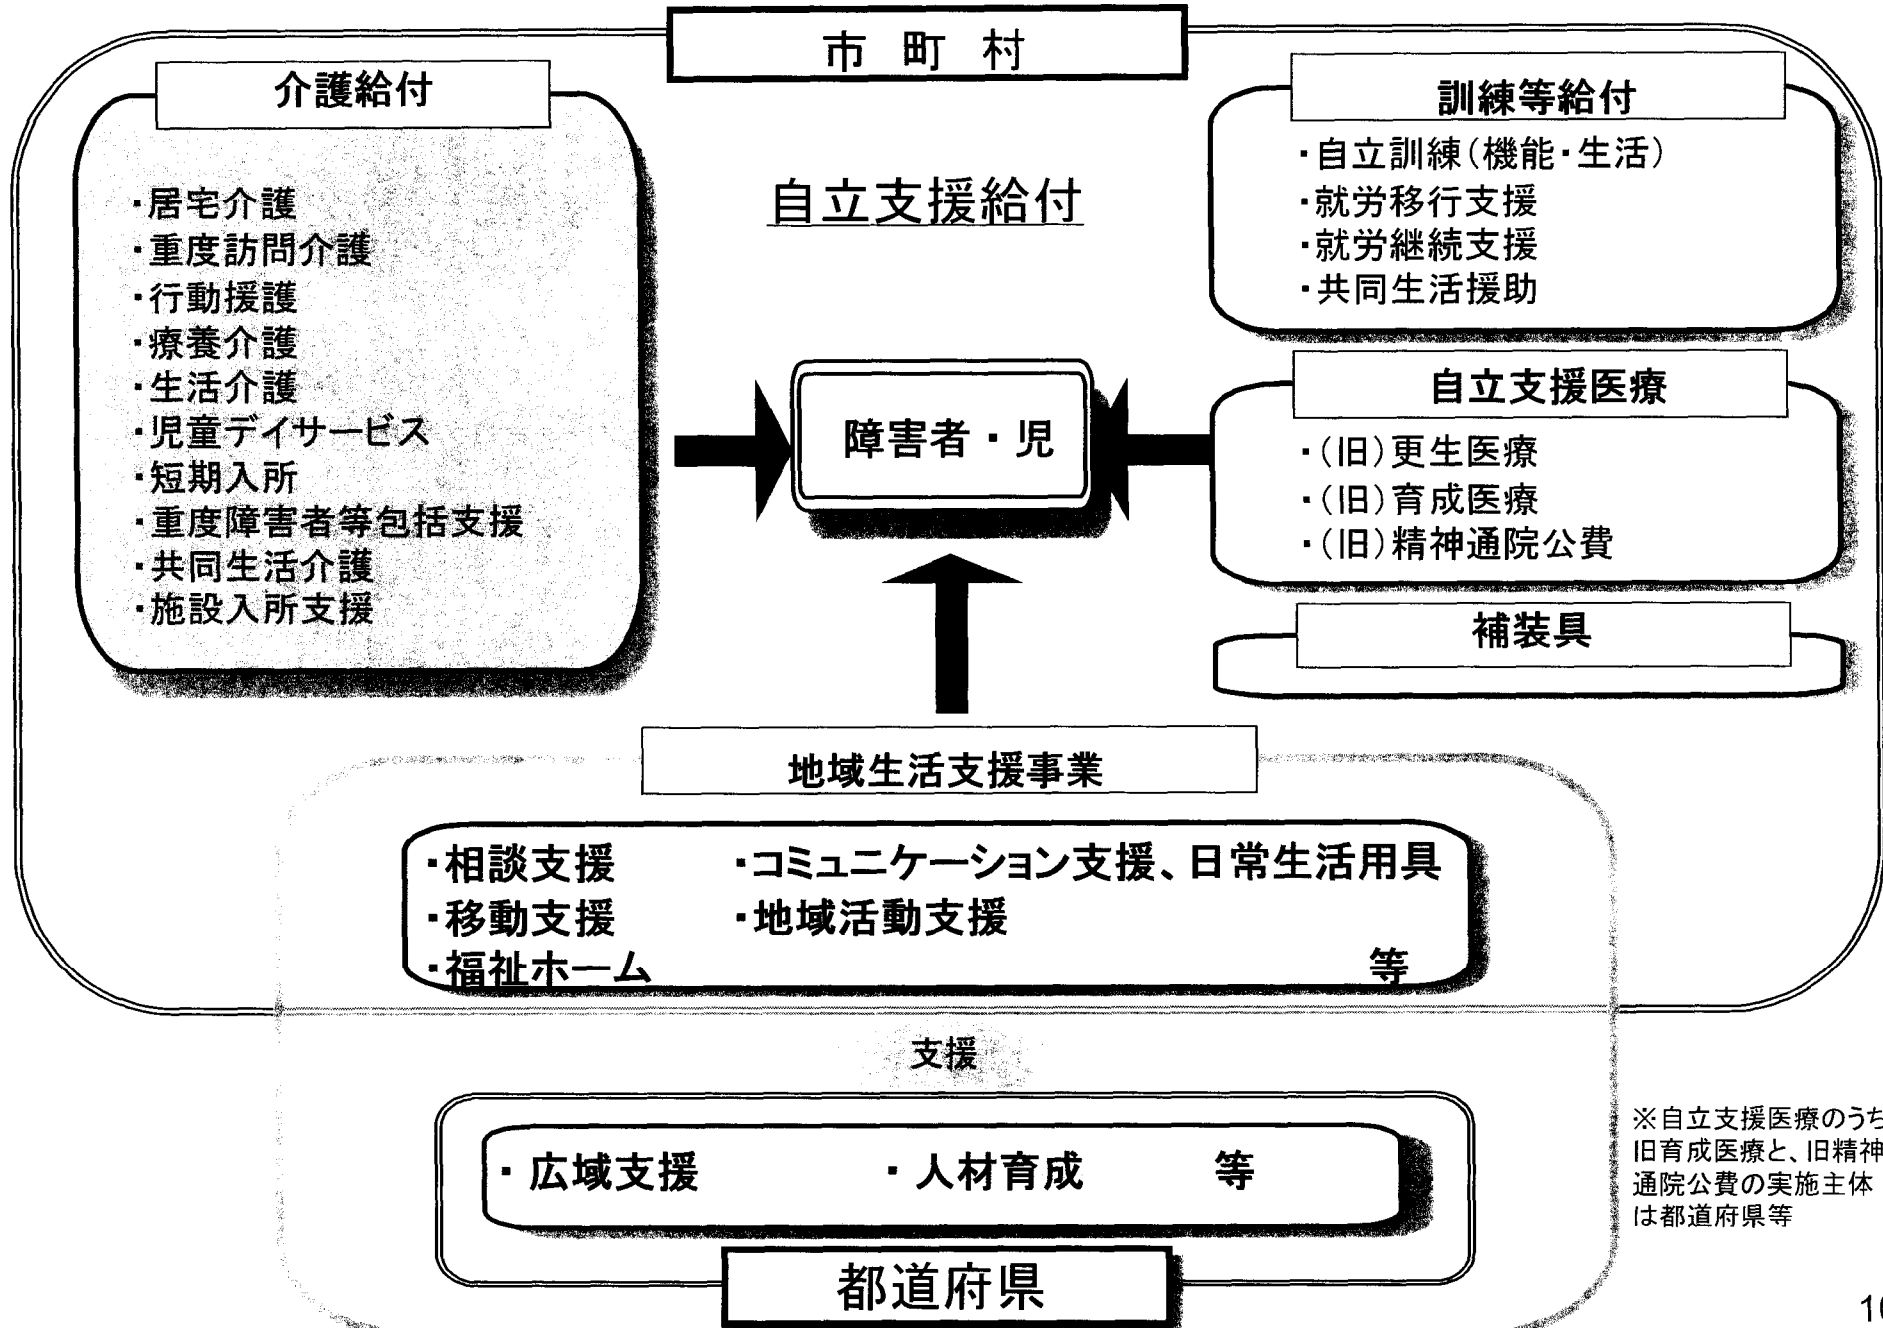 市町村
介護給付
・居宅介護
・重度訪問介護
・行動援護
・療養介護
・生活介護
・児童デイサービス
・短期入所
・重度障害者等包括支援
・共同生活介護
・施設入所支援
自立支援給付
訓練等給付
・自立訓練(機能・生活)
・就労移行支援
・就労継続支援
・共同生活援助
障害者・児
自立支援医療
・(旧)更生医療
・(旧)育成医療
・(旧)精神通院公費
補装具
地域生活支援事業
・相談支援 ・コミュニケーション支援、日常生活用具
・移動支援 ・地域活動支援
・福祉ホーム 等
支援
・広域支援 ・人材育成 等
都道府県
※自立支援医療のうち
旧育成医療と、旧精神
通院公費の実施主体
は都道府県等